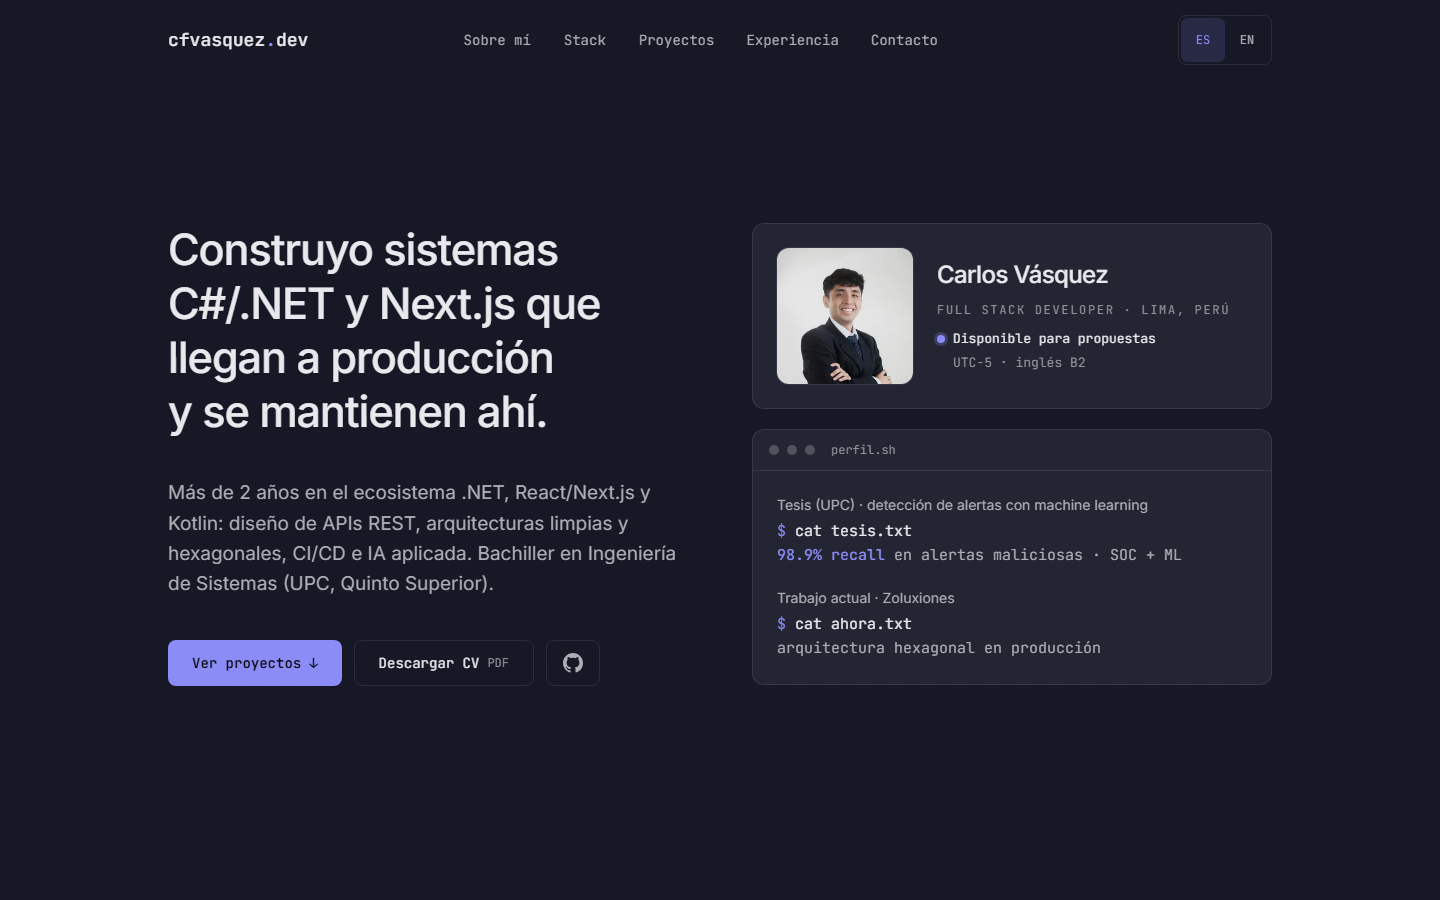 cfvasquez.dev
Sobre mí
Stack
Proyectos
Experiencia
Contacto
ES
EN
Construyo sistemas
C#/.NET y Next.js que
llegan a producción
y se mantienen ahí.
Más de 2 años en el ecosistema .NET, React/Next.js y
Kotlin: diseño de APIs REST, arquitecturas limpias y
hexagonales, CI/CD e IA aplicada. Bachiller en Ingeniería
de Sistemas (UPC, Quinto Superior).
Ver proyectos ↓
Descargar CV PDF
Carlos Vásquez
FULL STACK DEVELOPER · LIMA, PERÚ
Disponible para propuestas
UTC-5 · inglés B2
perfil.sh
Tesis (UPC) · detección de alertas con machine learning
$ cat tesis.txt
98.9% recall en alertas maliciosas · SOC + ML
Trabajo actual · Zoluxiones
$ cat ahora.txt
arquitectura hexagonal en producción